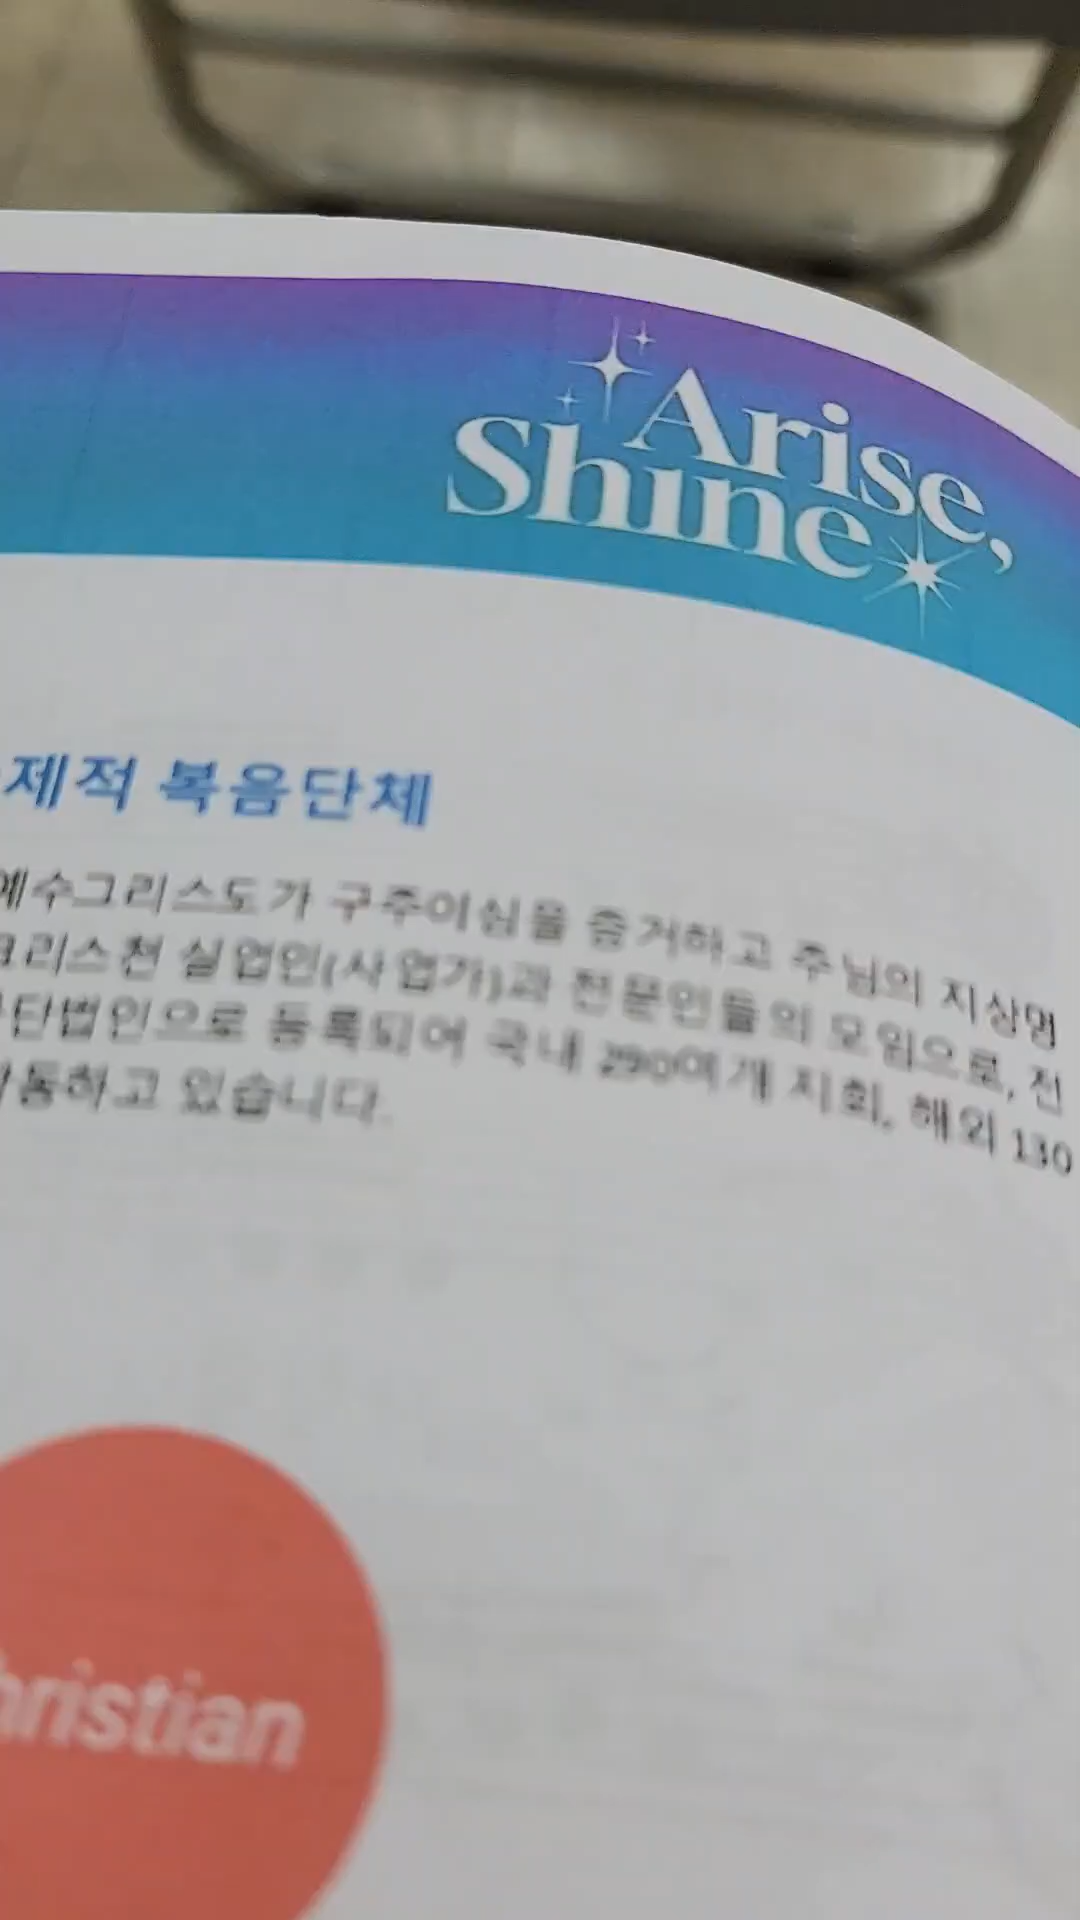 Arise,
Shine
제적 복음단체
예수그리스도가 구주이심을 증거하고 주님의 지상명
크리스천 실업인(사업가)과 전문인들의 모임으로, 전
단법인으로 등록되어 국내 290여개 지회, 해외 130
동하고 있습니다.
hristian